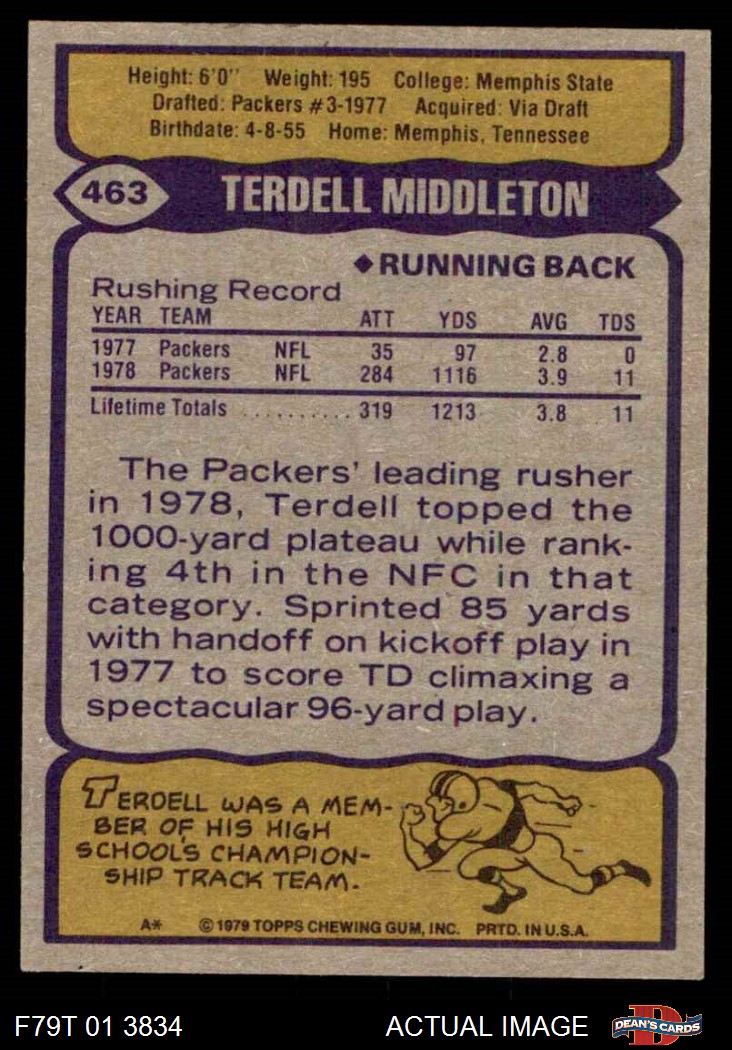 Height: 6'0" Weight: 195 College: Memphis State
Drafted: Packers #3-1977 Acquired: Via Draft
Birthdate: 4-8-55 Home: Memphis, Tennessee
463 TERDELL MIDDLETON
◆RUNNING BACK
Rushing Record
YEAR TEAM ATT YDS AVG TDS
1977 Packers NFL 35 97 2.8 0
1978 Packers NFL 284 1116 3.9 11
Lifetime Totals .......... 319 1213 3.8 11
The Packers' leading rusher
in 1978, Terdell topped the
1000-yard plateau while rank-
ing 4th in the NFC in that
category. Sprinted 85 yards
with handoff on kickoff play in
1977 to score TD climaxing a
spectacular 96-yard play.
TERDELL WAS A MEM-
BER OF HIS HIGH
SCHOOL'S CHAMPION-
SHIP TRACK TEAM.
A* ©1979 TOPPS CHEWING GUM, INC. PRTD. IN U.S.A.
F79T 01 3834 ACTUAL IMAGE D DEAN'S CARDS